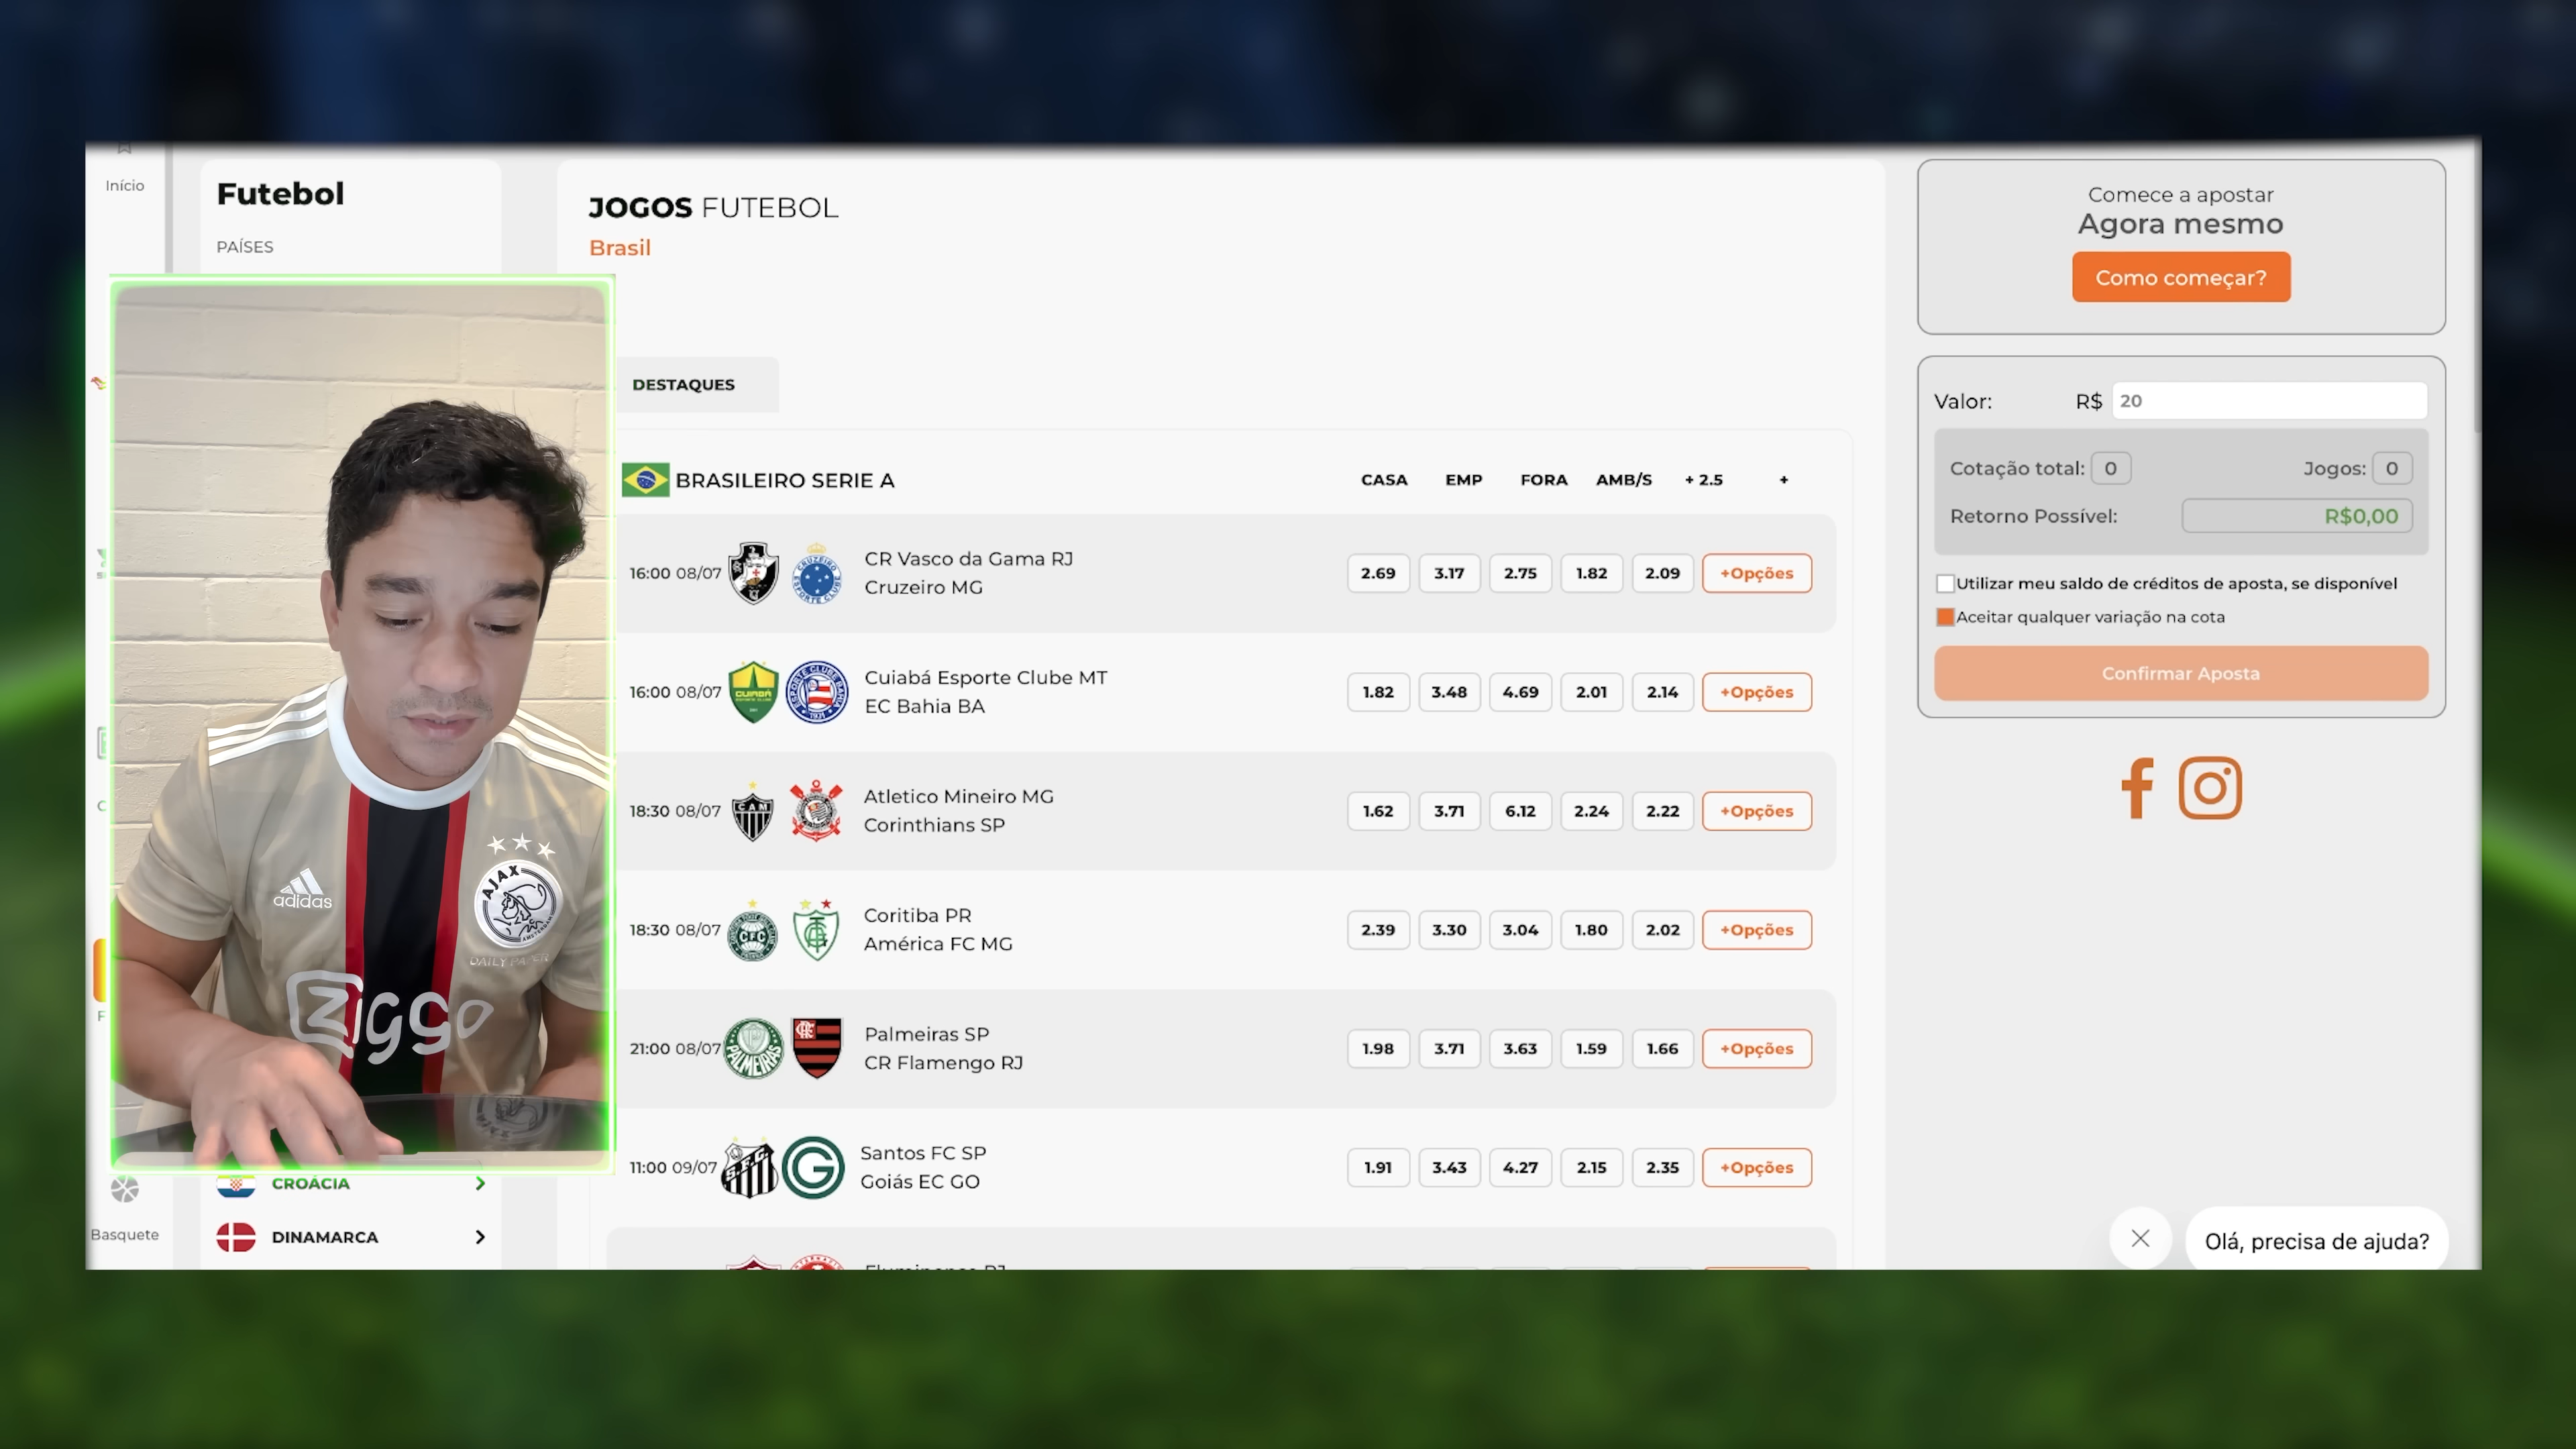 Início
Futebol
PAÍSES
JOGOS FUTEBOL
Brasil
DESTAQUES
BRASILEIRO SERIE A CASA EMP FORA AMB/S + 2.5 +
16:00 08/07 CR Vasco da Gama RJ
Cruzeiro MG
2.69 3.17 2.75 1.82 2.09 +Opções
16:00 08/07 Cuiabá Esporte Clube MT
EC Bahia BA
1.82 3.48 4.69 2.01 2.14 +Opções
18:30 08/07 Atletico Mineiro MG
Corinthians SP
1.62 3.71 6.12 2.24 2.22 +Opções
18:30 08/07 Coritiba PR
América FC MG
2.39 3.30 3.04 1.80 2.02 +Opções
21:00 08/07 Palmeiras SP
CR Flamengo RJ
1.98 3.71 3.63 1.59 1.66 +Opções
11:00 09/07 Santos FC SP
Goiás EC GO
1.91 3.43 4.27 2.15 2.35 +Opções
CROÁCIA
DINAMARCA
Basquete
adidas
AJAX
AMSTERDAM
DAILY PAPER
Ziggo
CUIABÁ
CAM
CFC
PALMEIRAS
Comece a apostar
Agora mesmo
Como começar?
Valor: R$ 20
Cotação total: 0 Jogos: 0
Retorno Possível: R$0,00
Utilizar meu saldo de créditos de aposta, se disponível
Aceitar qualquer variação na cota
Confirmar Aposta
Olá, precisa de ajuda?